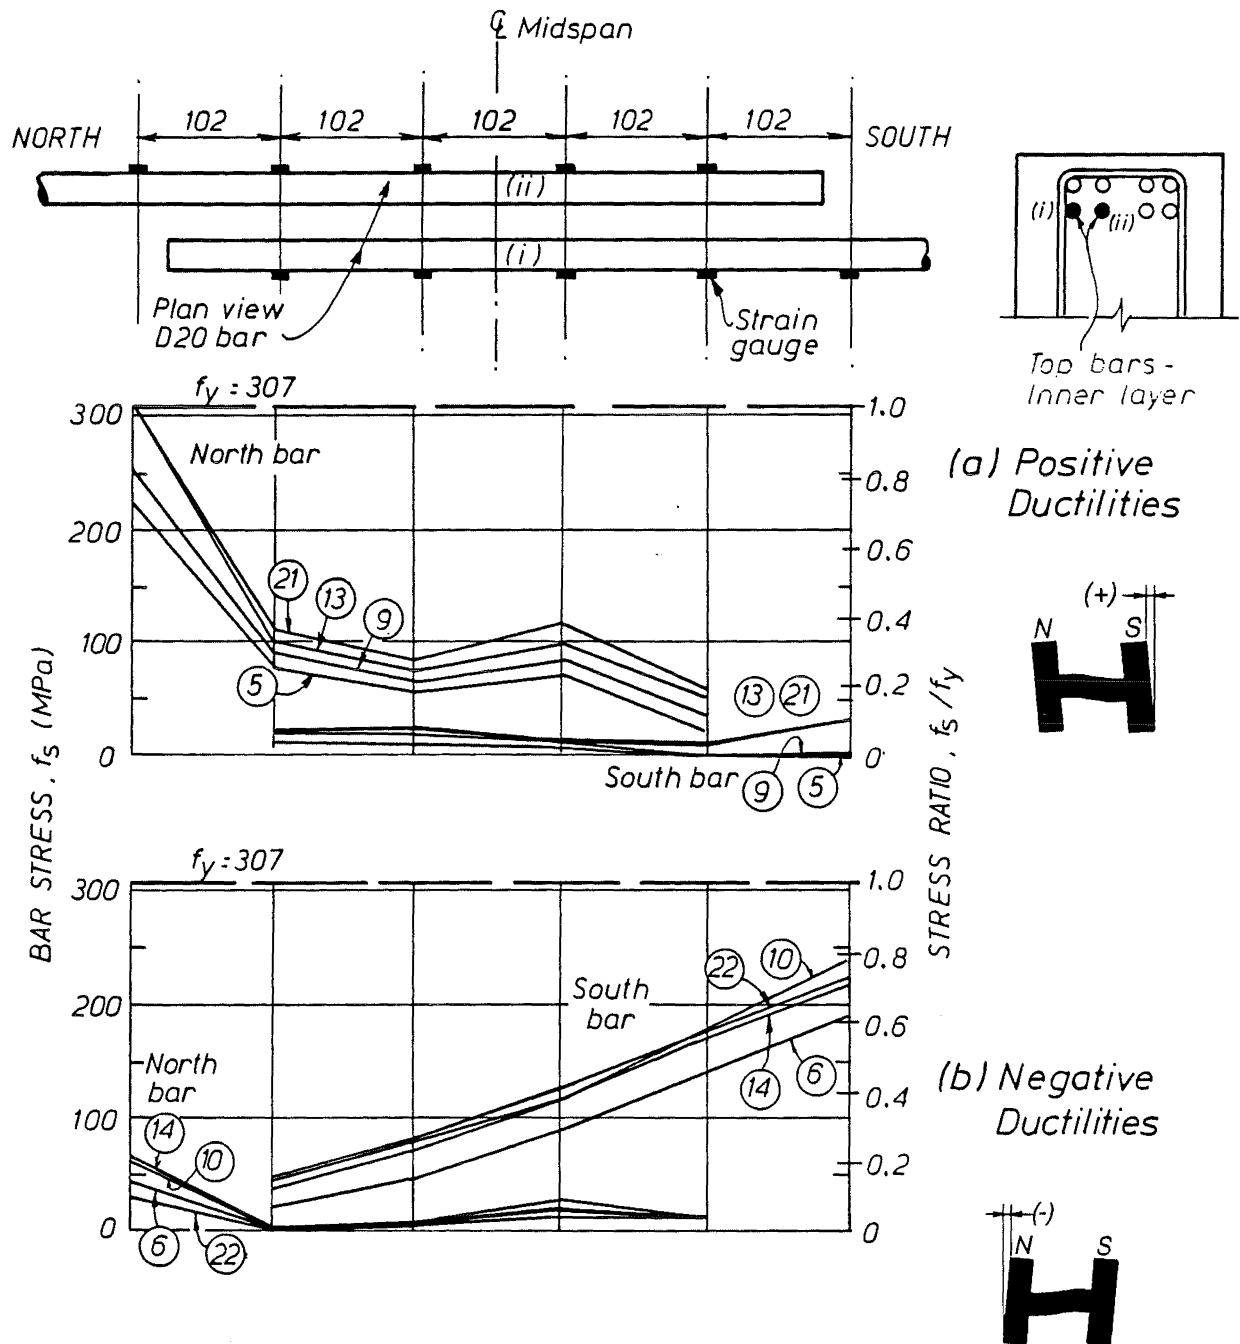 ℄ Midspan
102 102 102 102 102
NORTH
SOUTH
(ii)
(i)
Plan view
D20 bar
Strain
gauge
(i)
(ii)
Top bars -
Inner layer
fy = 307
300
200
100
0
1.0
0.8
0.6
0.4
0.2
0
North bar
21
13
9
5
13 21
South bar
9
5
(a) Positive
Ductilities
(+)
N S
BAR STRESS, fs (MPa)
STRESS RATIO, fs/fy
fy = 307
300
200
100
0
1.0
0.8
0.6
0.4
0.2
0
South
bar
22
10
14
6
North
bar
14
10
6
22
(b) Negative
Ductilities
(-)
N S